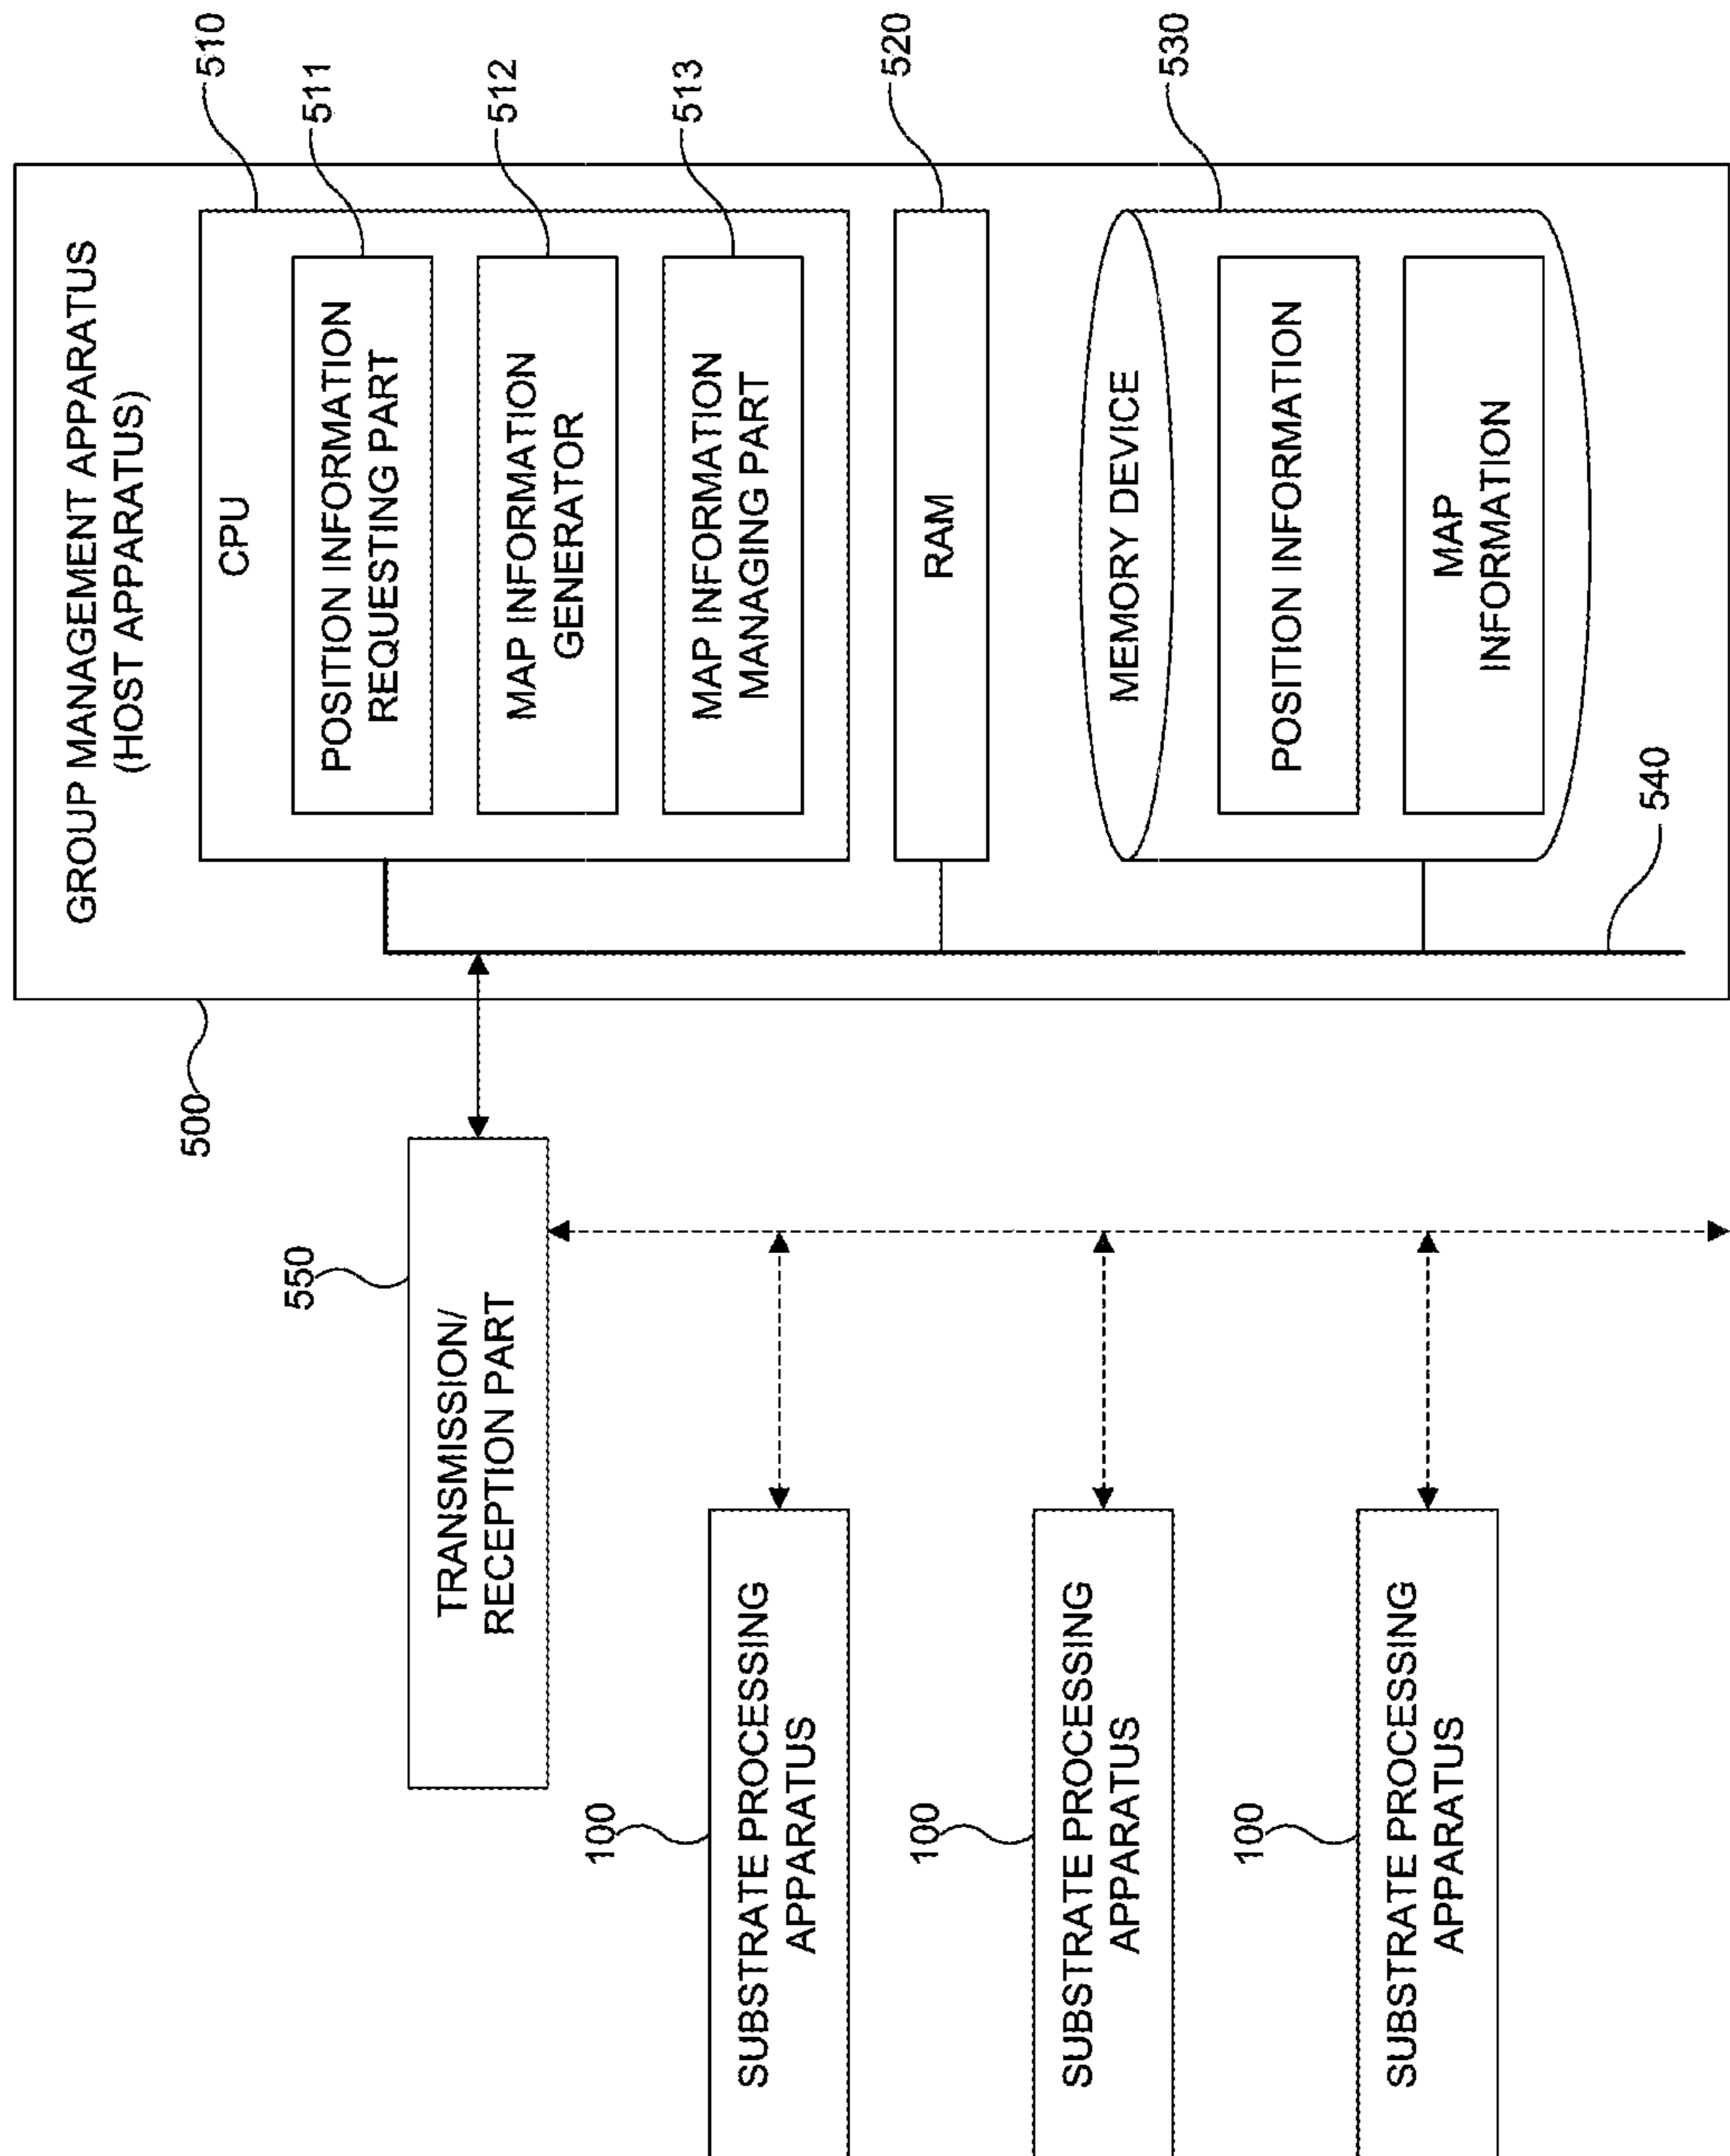 GROUP MANAGEMENT APPARATUS
(HOST APPARATUS)
500
CPU
510
POSITION INFORMATION
REQUESTING PART
511
MAP INFORMATION
GENERATOR
512
MAP INFORMATION
MANAGING PART
513
RAM
520
MEMORY DEVICE
530
POSITION INFORMATION
MAP
INFORMATION
540
550
TRANSMISSION/
RECEPTION PART
100
SUBSTRATE PROCESSING
APPARATUS
100
SUBSTRATE PROCESSING
APPARATUS
100
SUBSTRATE PROCESSING
APPARATUS